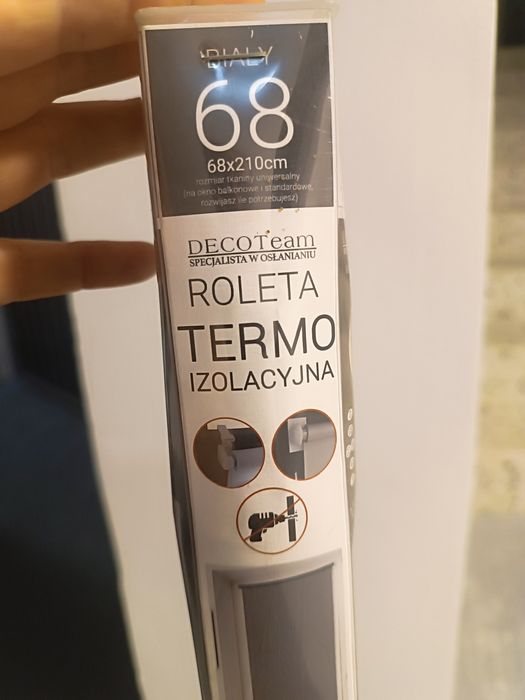 BIAŁY
68
68x210cm
rozmiar tkaniny uniwersalny
(na okno balkonowe i standardowe,
rozwijasz ile potrzebujesz)
DECOTeam
SPECJALISTA W OSŁANIANIU
ROLETA
TERMO
IZOLACYJNA